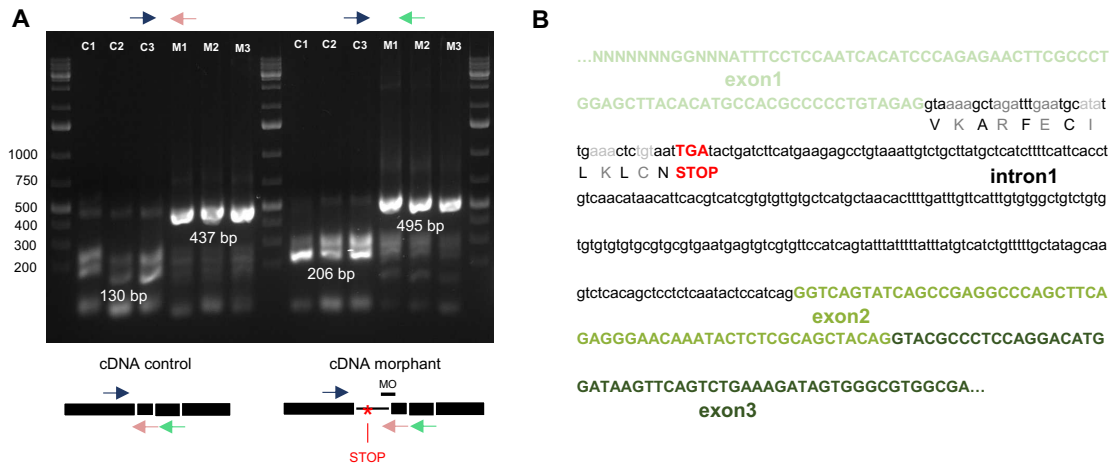 A
C1 C2 C3 M1 M2 M3 C1 C2 C3 M1 M2 M3
1000
750
500
400
300
200
437 bp
495 bp
130 bp
206 bp
cDNA control
cDNA morphant
MO
*
STOP
B
...NNNNNNNGGNNNATTTCCTCCAATCACATCCCAGAGAACTTCGCCCT
exon1
GGAGCTTACACATGCCACGCCCCCTGTAGAGgtaaaagctagatttgaatgcatat
V K A R F E C I
tgaaactctgtaatTGAtactgatcttcatgaagagcctgtaaattgtctgcttatgctcatcttttcattcacct
L K L C N STOP intron1
gtcaacataacattcacgtcatcgtgtgttgtgctcatgctaacacttttgatttgttcatttgtgtggctgtctgtg
tgtgtgtgtgcgtgcgtgaatgagtgtcgtgttccatcagtatttatttttatttatgtcatctgtttttgctatagcaa
gtctcacagctcctctcaatactccatcagGGTCAGTATCAGCCGAGGCCCAGCTTCA
exon2
GAGGGAACAAATACTCTCGCAGCTACAGGTACGCCCTCCAGGACATG
GATAAGTTCAGTCTGAAAGATAGTGGGCGTGGCGA...
exon3